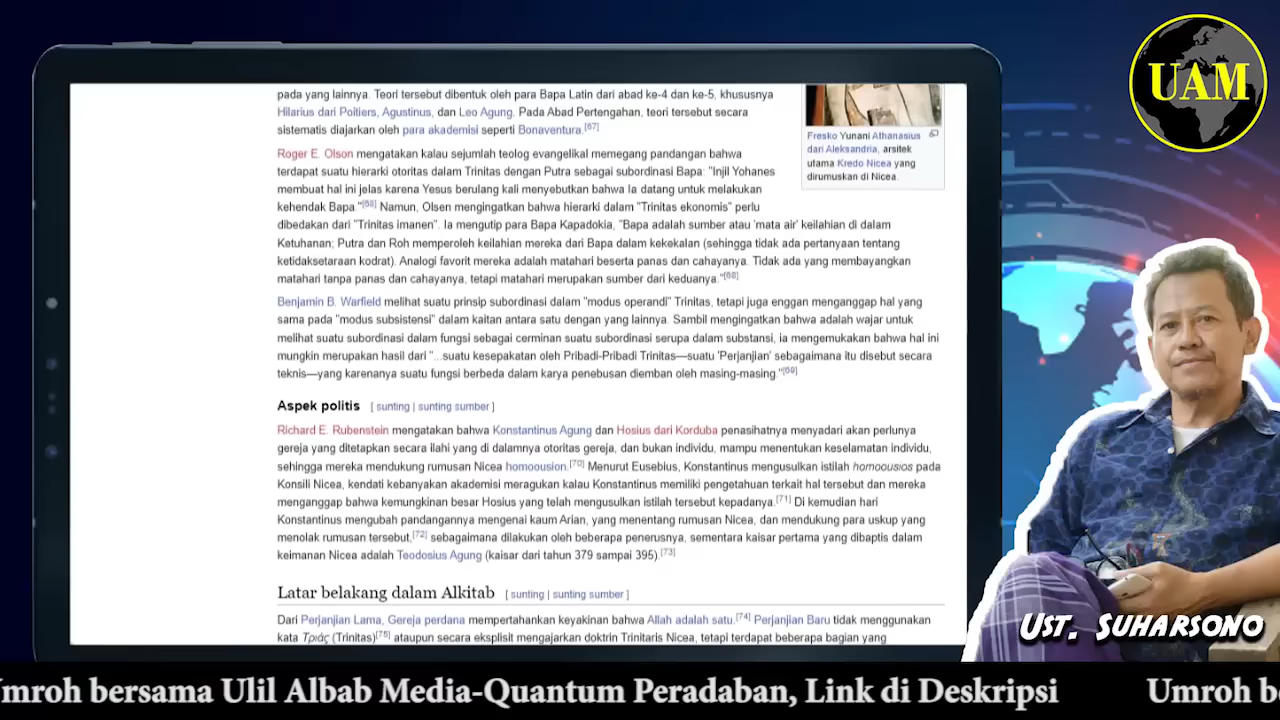 pada yang lainnya. Teori tersebut dibentuk oleh para Bapa Latin dari abad ke-4 dan ke-5, khususnya
Hilarius dari Poitiers, Agustinus, dan Leo Agung. Pada Abad Pertengahan, teori tersebut secara
sistematis diajarkan oleh para akademisi seperti Bonaventura.[67]
Fresko Yunani Athanasius
dari Aleksandria, arsitek
utama Kredo Nicea yang
dirumuskan di Nicea.
Roger E. Olson mengatakan kalau sejumlah teolog evangelikal memegang pandangan bahwa
terdapat suatu hierarki otoritas dalam Trinitas dengan Putra sebagai subordinasi Bapa: "Injil Yohanes
membuat hal ini jelas karena Yesus berulang kali menyebutkan bahwa Ia datang untuk melakukan
kehendak Bapa."[68] Namun, Olsen mengingatkan bahwa hierarki dalam "Trinitas ekonomis" perlu
dibedakan dari "Trinitas imanen". Ia mengutip para Bapa Kapadokia, "Bapa adalah sumber atau 'mata air' keilahian di dalam
Ketuhanan; Putra dan Roh memperoleh keilahian mereka dari Bapa dalam kekekalan (sehingga tidak ada pertanyaan tentang
ketidaksetaraan kodrat). Analogi favorit mereka adalah matahari beserta panas dan cahayanya. Tidak ada yang membayangkan
matahari tanpa panas dan cahayanya, tetapi matahari merupakan sumber dari keduanya."[68]
Benjamin B. Warfield melihat suatu prinsip subordinasi dalam "modus operandi" Trinitas, tetapi juga enggan menganggap hal yang
sama pada "modus subsistensi" dalam kaitan antara satu dengan yang lainnya. Sambil mengingatkan bahwa adalah wajar untuk
melihat suatu subordinasi dalam fungsi sebagai cerminan suatu subordinasi serupa dalam substansi, ia mengemukakan bahwa hal ini
mungkin merupakan hasil dari "...suatu kesepakatan oleh Pribadi-Pribadi Trinitas—suatu 'Perjanjian' sebagaimana itu disebut secara
teknis—yang karenanya suatu fungsi berbeda dalam karya penebusan diemban oleh masing-masing."[69]
Aspek politis [ sunting | sunting sumber ]
Richard E. Rubenstein mengatakan bahwa Konstantinus Agung dan Hosius dari Korduba penasihatnya menyadari akan perlunya
gereja yang ditetapkan secara ilahi yang di dalamnya otoritas gereja, dan bukan individu, mampu menentukan keselamatan individu,
sehingga mereka mendukung rumusan Nicea homoousion.[70] Menurut Eusebius, Konstantinus mengusulkan istilah homoousios pada
Konsili Nicea, kendati kebanyakan akademisi meragukan kalau Konstantinus memiliki pengetahuan terkait hal tersebut dan mereka
menganggap bahwa kemungkinan besar Hosius yang telah mengusulkan istilah tersebut kepadanya.[71] Di kemudian hari
Konstantinus mengubah pandangannya mengenai kaum Arian, yang menentang rumusan Nicea, dan mendukung para uskup yang
menolak rumusan tersebut,[72] sebagaimana dilakukan oleh beberapa penerusnya, sementara kaisar pertama yang dibaptis dalam
keimanan Nicea adalah Teodosius Agung (kaisar dari tahun 379 sampai 395).[73]
Latar belakang dalam Alkitab [ sunting | sunting sumber ]
Dari Perjanjian Lama, Gereja perdana mempertahankan keyakinan bahwa Allah adalah satu.[74] Perjanjian Baru tidak menggunakan
kata Τριάς (Trinitas)[75] ataupun secara eksplisit mengajarkan doktrin Trinitaris Nicea, tetapi terdapat beberapa bagian yang
UAM
UST. SUHARSONO
Umroh bersama Ulil Albab Media-Quantum Peradaban, Link di Deskripsi Umroh be